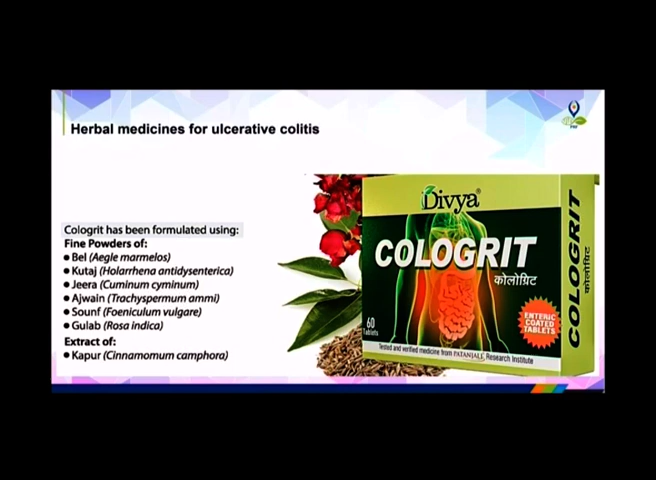 Herbal medicines for ulcerative colitis
Cologrit has been formulated using:
Fine Powders of:
• Bel (Aegle marmelos)
• Kutaj (Holarrhena antidysenterica)
• Jeera (Cuminum cyminum)
• Ajwain (Trachyspermum ammi)
• Sounf (Foeniculum vulgare)
• Gulab (Rosa indica)
Extract of:
• Kapur (Cinnamomum camphora)
Divya®
COLOGRIT
कोलोग्रिट
60
Tablets
ENTERIC
COATED
TABLETS
Tested and verified medicine from PATANJALI Research Institute
COLOGRIT
कोलोग्रिट